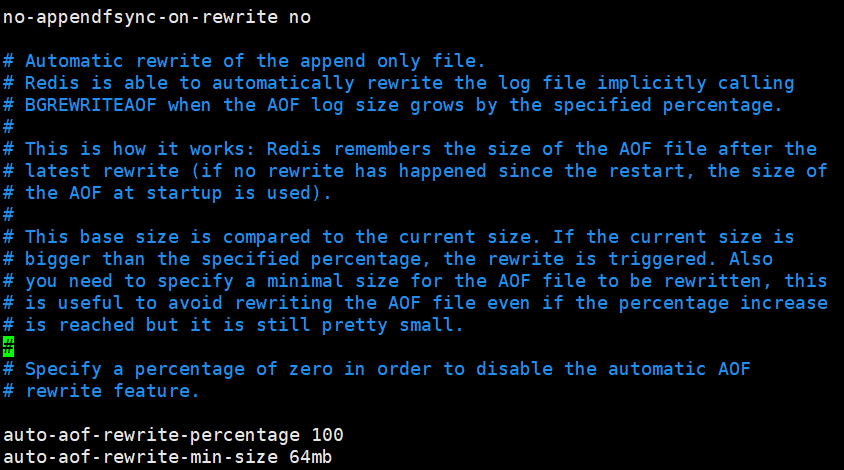 no-appendfsync-on-rewrite no
# Automatic rewrite of the append only file.
# Redis is able to automatically rewrite the log file implicitly calling
# BGREWRITEAOF when the AOF log size grows by the specified percentage.
#
# This is how it works: Redis remembers the size of the AOF file after the
# latest rewrite (if no rewrite has happened since the restart, the size of
# the AOF at startup is used).
#
# This base size is compared to the current size. If the current size is
# bigger than the specified percentage, the rewrite is triggered. Also
# you need to specify a minimal size for the AOF file to be rewritten, this
# is useful to avoid rewriting the AOF file even if the percentage increase
# is reached but it is still pretty small.
#
# Specify a percentage of zero in order to disable the automatic AOF
# rewrite feature.
auto-aof-rewrite-percentage 100
auto-aof-rewrite-min-size 64mb